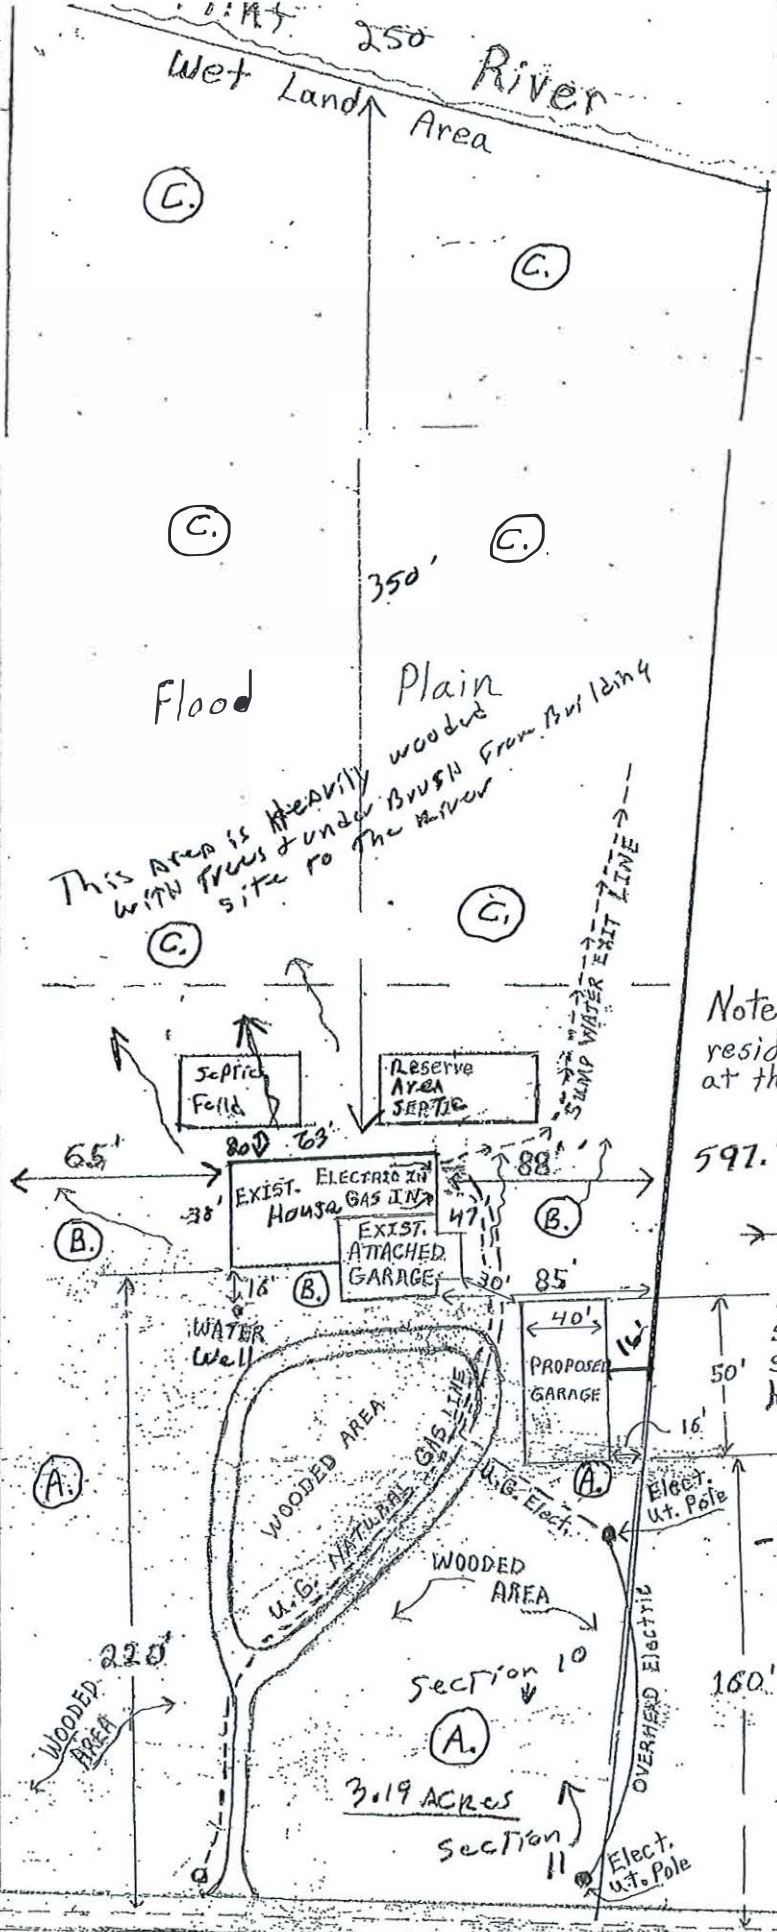 250
River
Wet Land Area
C.
C.
C.
C.
350'
Flood Plain
This Area is Heavily wooded
with Trees & under Brush From Building
site to The River
C.
C.
SUMP WATER EXIT LINE
Note
resid
at th
Septic
Feild
Reserve
Area
SEPTIC
65'
20
63'
88'
597.
ELECTRIC IN
EXIST.
House
GAS IN
38'
47
B.
B.
EXIST.
ATTACHED
GARAGE
16'
B.
30'
85'
WATER
Well
40'
16'
PROPOSED
GARAGE
50'
16'
WOODED AREA
U.G. NATURAL GAS LINE
A.
U.G. Elect.
A.
Elect.
Ut. Pole
WOODED
AREA
220'
section 10
160'
WOODED
AREA
A.
OVERHEAD Electric
3.19 Acres
section
11
Elect.
ut. Pole